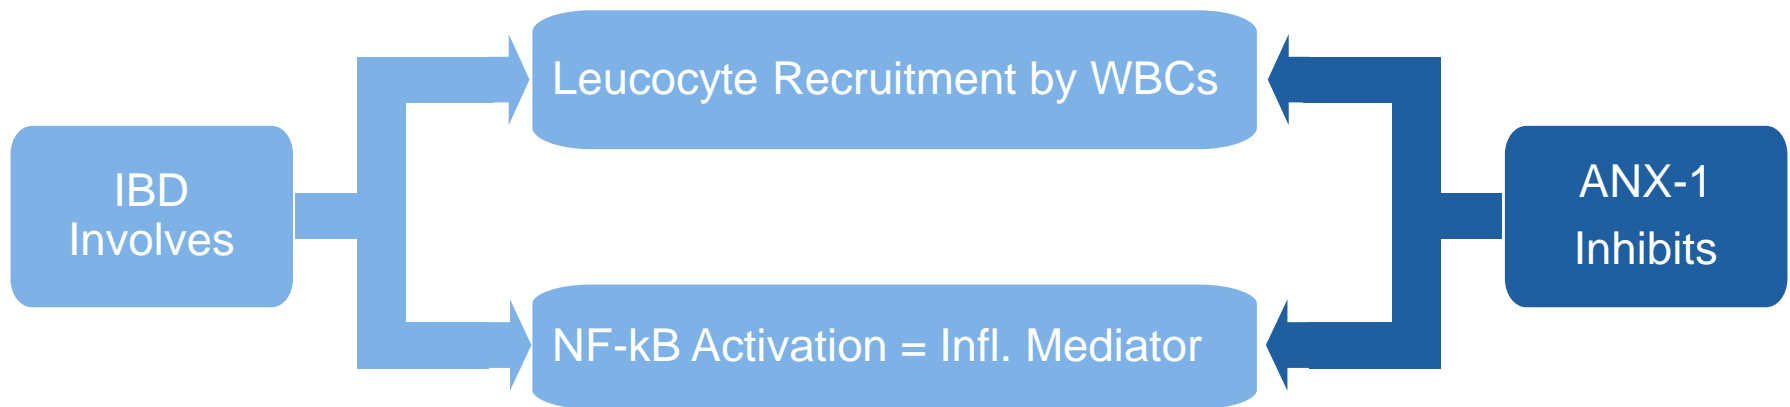 Leucocyte Recruitment by WBCs
IBD
Involves
ANX-1
Inhibits
NF-kB Activation = Infl. Mediator